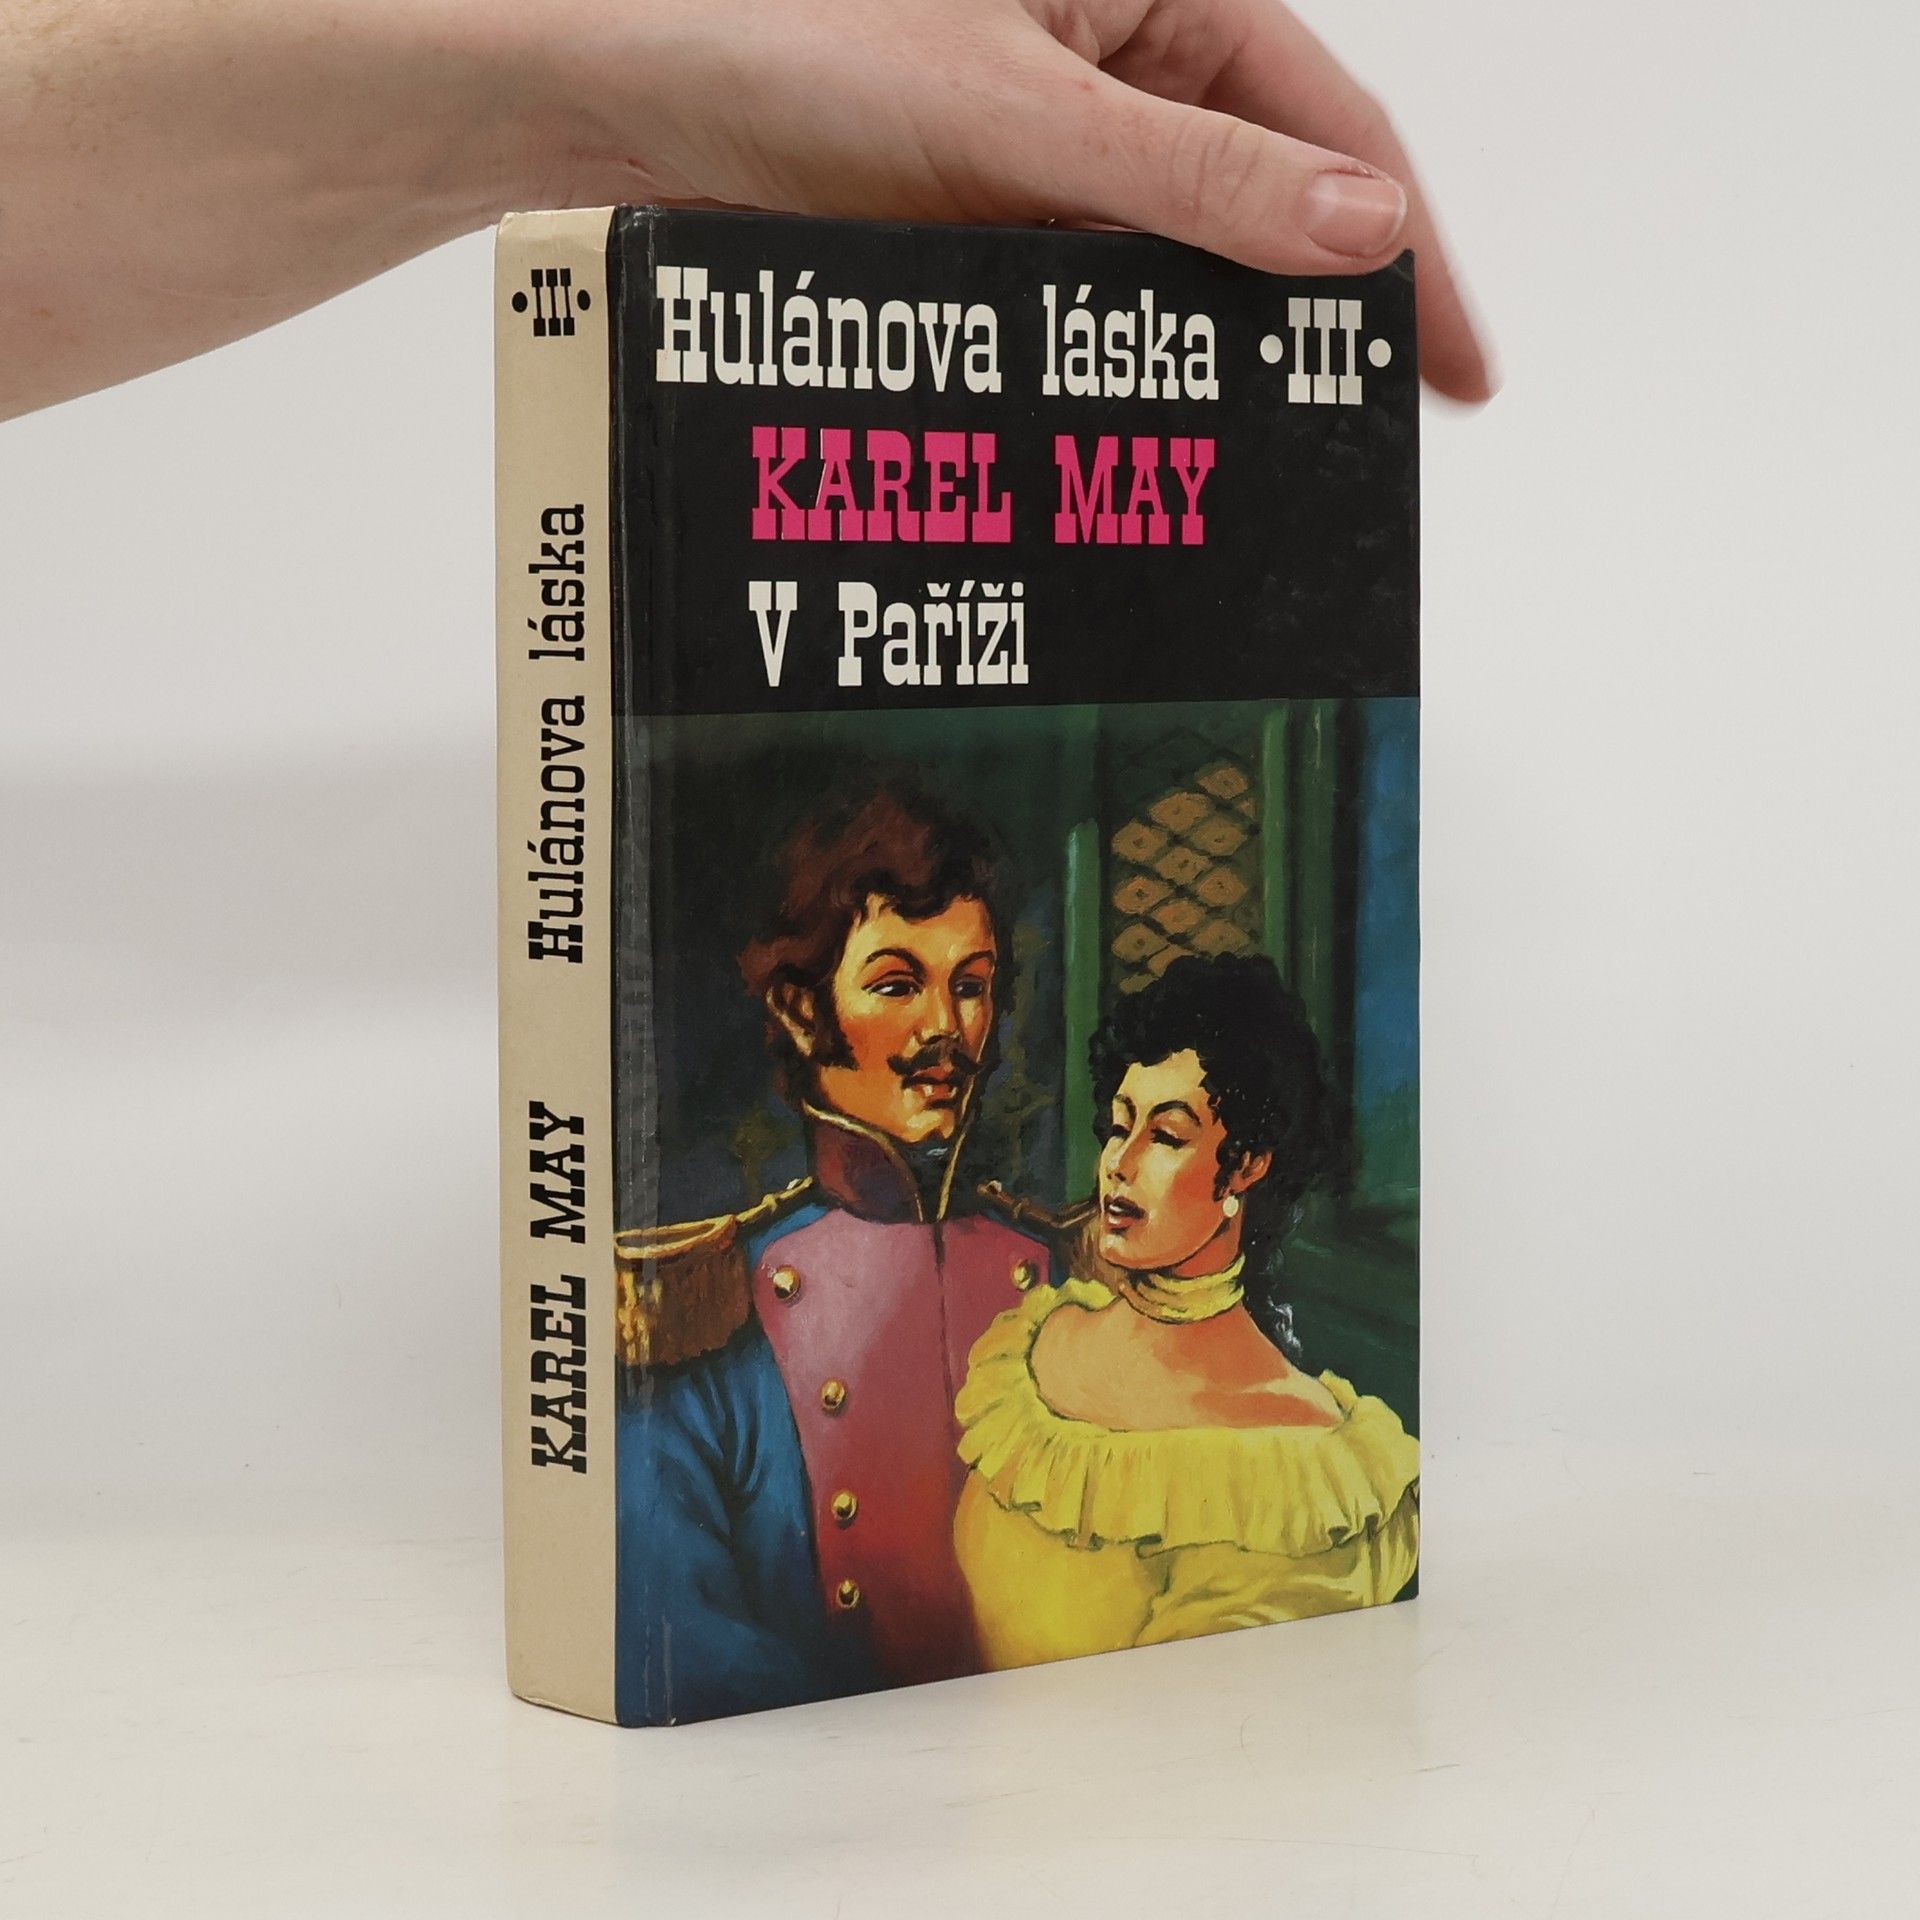 Hulánova láska •III•
KAREL MAY
V Paříži
•III•
KAREL MAY Hulánova láska